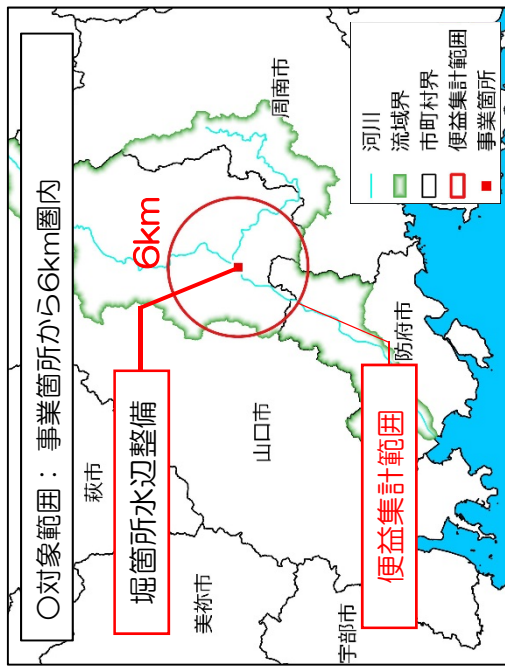 〇対象範囲： 事業箇所から6km圏内
萩市
堀箇所水辺整備
6km
周南市
美祢市
山口市
便益集計範囲
防府市
宇部市
河川
流域界
市町村界
便益集計範囲
事業箇所